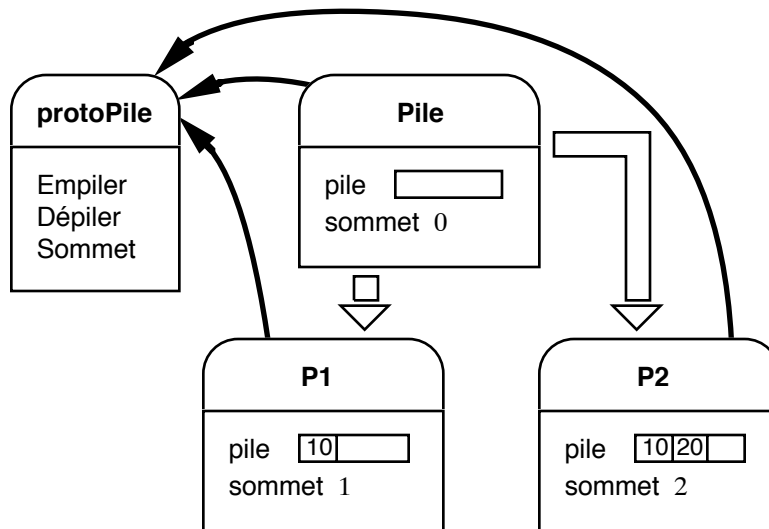 protoPile
Empiler
Dépiler
Sommet
Pile
pile
sommet 0
P1
pile 10
sommet 1
P2
pile 10 20
sommet 2